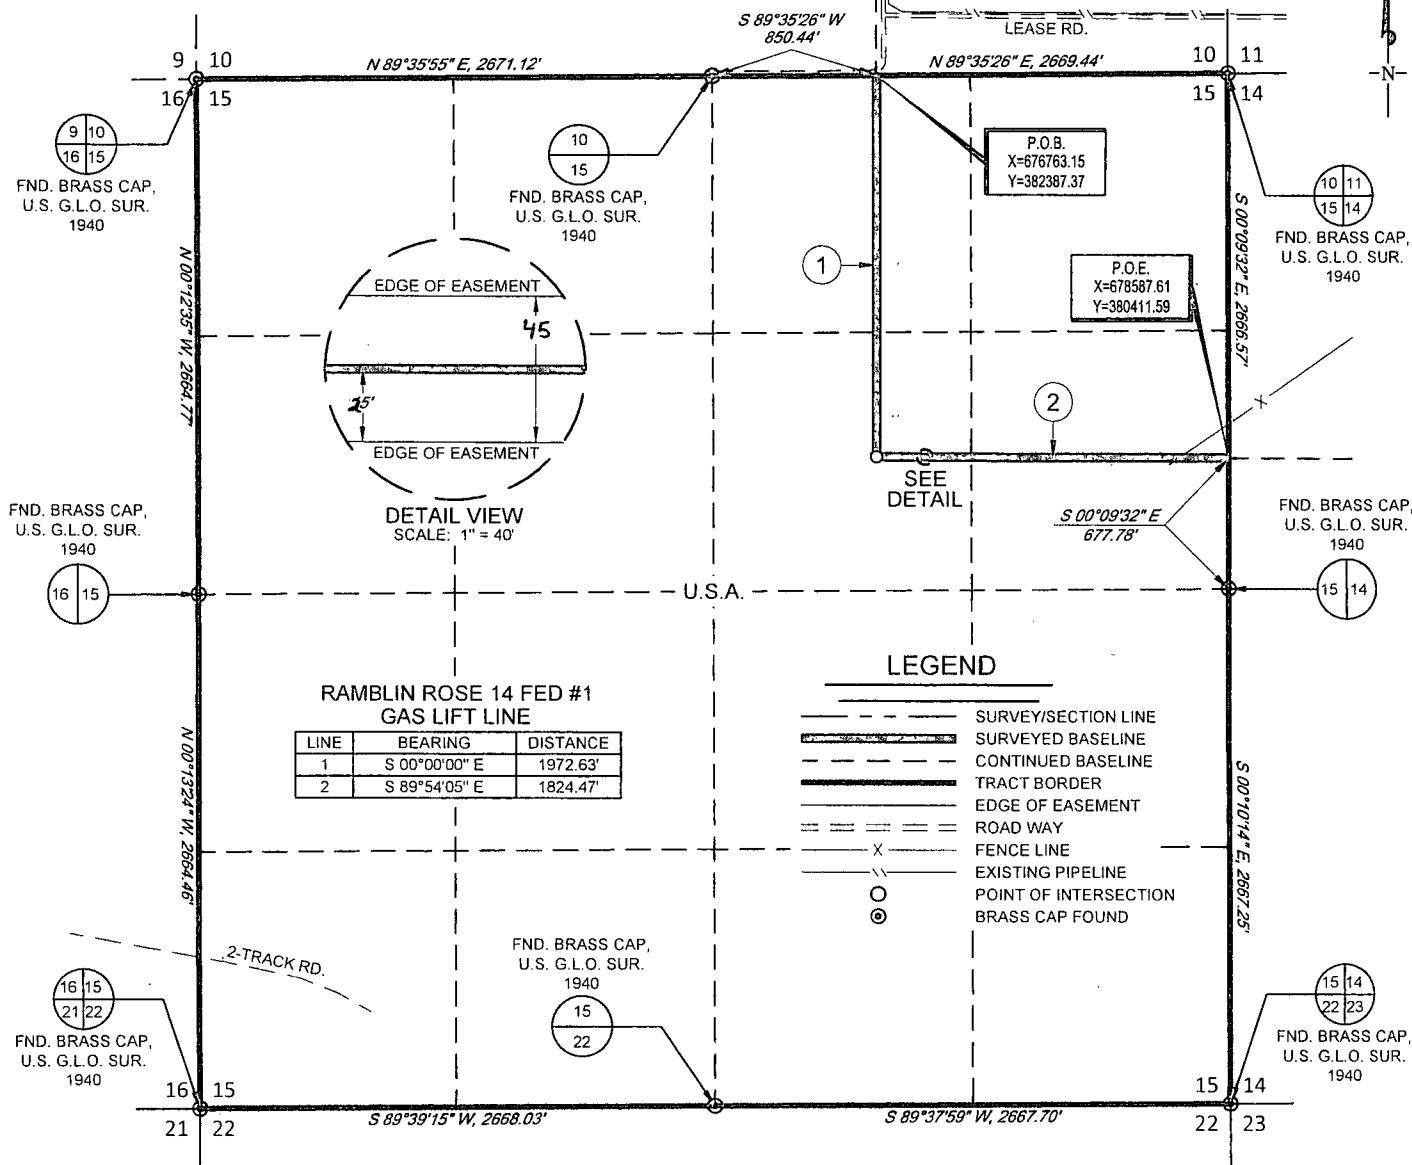 S 89°35'26" W
850.44'
LEASE RD.
9 10
N 89°35'55" E, 2671.12'
N 89°35'26" E, 2669.44'
10 11
N
16 15
15 14
9 10
16 15
FND. BRASS CAP,
U.S. G.L.O. SUR.
1940
10
15
FND. BRASS CAP,
U.S. G.L.O. SUR.
1940
P.O.B.
X=676763.15
Y=382387.37
10 11
15 14
FND. BRASS CAP,
U.S. G.L.O. SUR.
1940
N 00°12'35" W, 2664.77'
S 00°09'32" E, 2666.57'
1
P.O.E.
X=678587.61
Y=380411.59
EDGE OF EASEMENT
45
25'
EDGE OF EASEMENT
DETAIL VIEW
SCALE: 1" = 40'
2
X
SEE
DETAIL
S 00°09'32" E
677.78'
FND. BRASS CAP,
U.S. G.L.O. SUR.
1940
16 15
FND. BRASS CAP,
U.S. G.L.O. SUR.
1940
15 14
U.S.A.
RAMBLIN ROSE 14 FED #1
GAS LIFT LINE
LINE BEARING DISTANCE
1 S 00°00'00" E 1972.63'
2 S 89°54'05" E 1824.47'
LEGEND
SURVEY/SECTION LINE
SURVEYED BASELINE
CONTINUED BASELINE
TRACT BORDER
EDGE OF EASEMENT
ROAD WAY
X FENCE LINE
EXISTING PIPELINE
POINT OF INTERSECTION
BRASS CAP FOUND
N 00°13'24" W, 2664.46'
S 00°10'14" E, 2667.25'
2-TRACK RD.
16 15
21 22
FND. BRASS CAP,
U.S. G.L.O. SUR.
1940
FND. BRASS CAP,
U.S. G.L.O. SUR.
1940
15
22
15 14
22 23
FND. BRASS CAP,
U.S. G.L.O. SUR.
1940
16 15
15 14
21 22
S 89°39'15" W, 2668.03'
S 89°37'59" W, 2667.70'
22 23